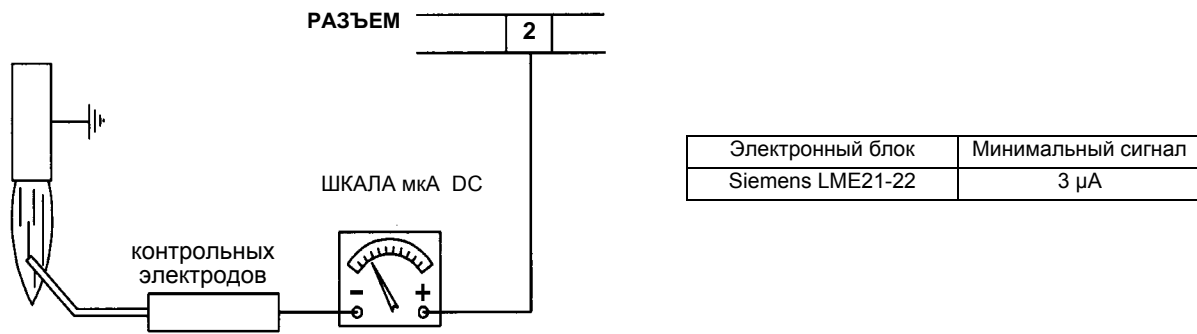 РАЗЪЕМ
2
ШКАЛА мкА DC
контрольных
электродов
- +
Электронный блок Минимальный сигнал
Siemens LME21-22 3 µA